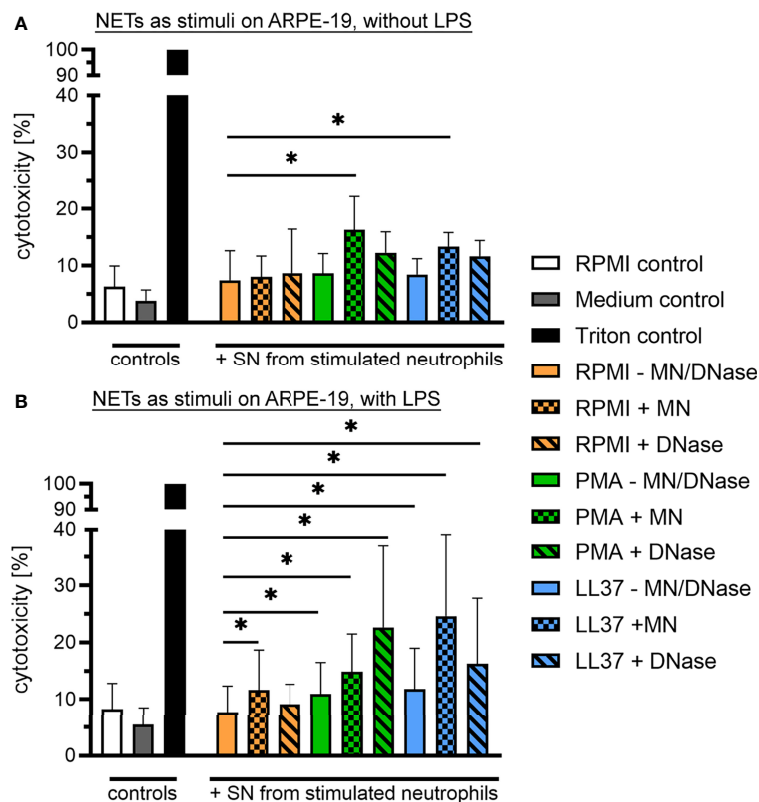 A NETs as stimuli on ARPE-19, without LPS
cytotoxicity [%]
100
90
40
30
20
10
0
*
*
controls
+ SN from stimulated neutrophils
B NETs as stimuli on ARPE-19, with LPS
cytotoxicity [%]
100
90
40
30
20
10
0
*
*
*
*
*
*
*
controls
+ SN from stimulated neutrophils
RPMI control
Medium control
Triton control
RPMI - MN/DNase
RPMI + MN
RPMI + DNase
PMA - MN/DNase
PMA + MN
PMA + DNase
LL37 - MN/DNase
LL37 +MN
LL37 + DNase